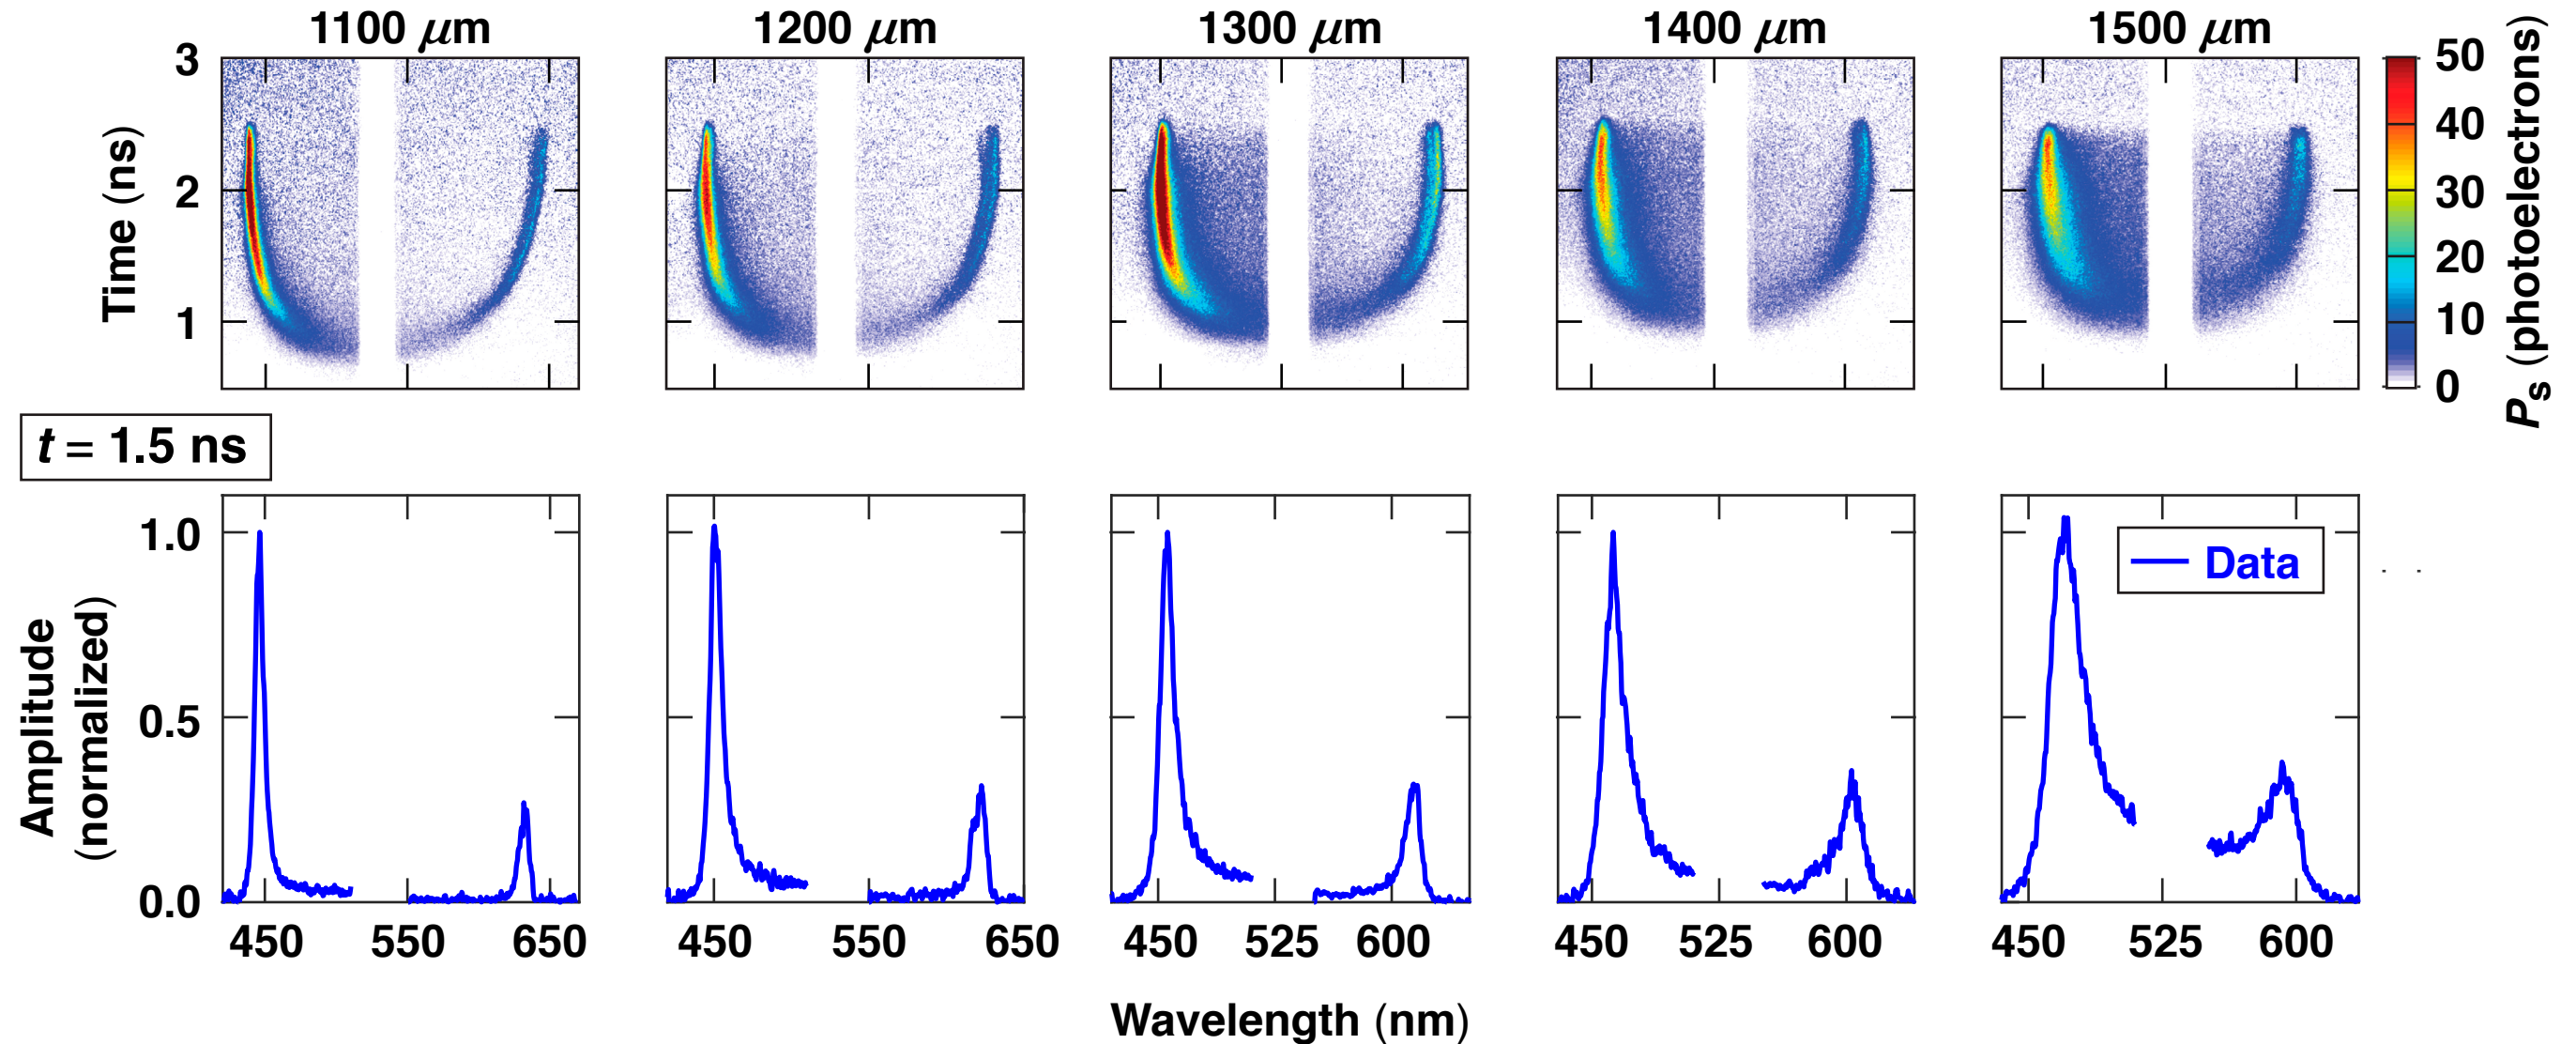 1100 μm
1200 μm
1300 μm
1400 μm
1500 μm
Time (ns)
3
2
1
50
40
30
20
10
0
Ps (photoelectrons)
t = 1.5 ns
Amplitude
(normalized)
1.0
0.5
0.0
Data
450 550 650
450 550 650
450 525 600
450 525 600
450 525 600
Wavelength (nm)